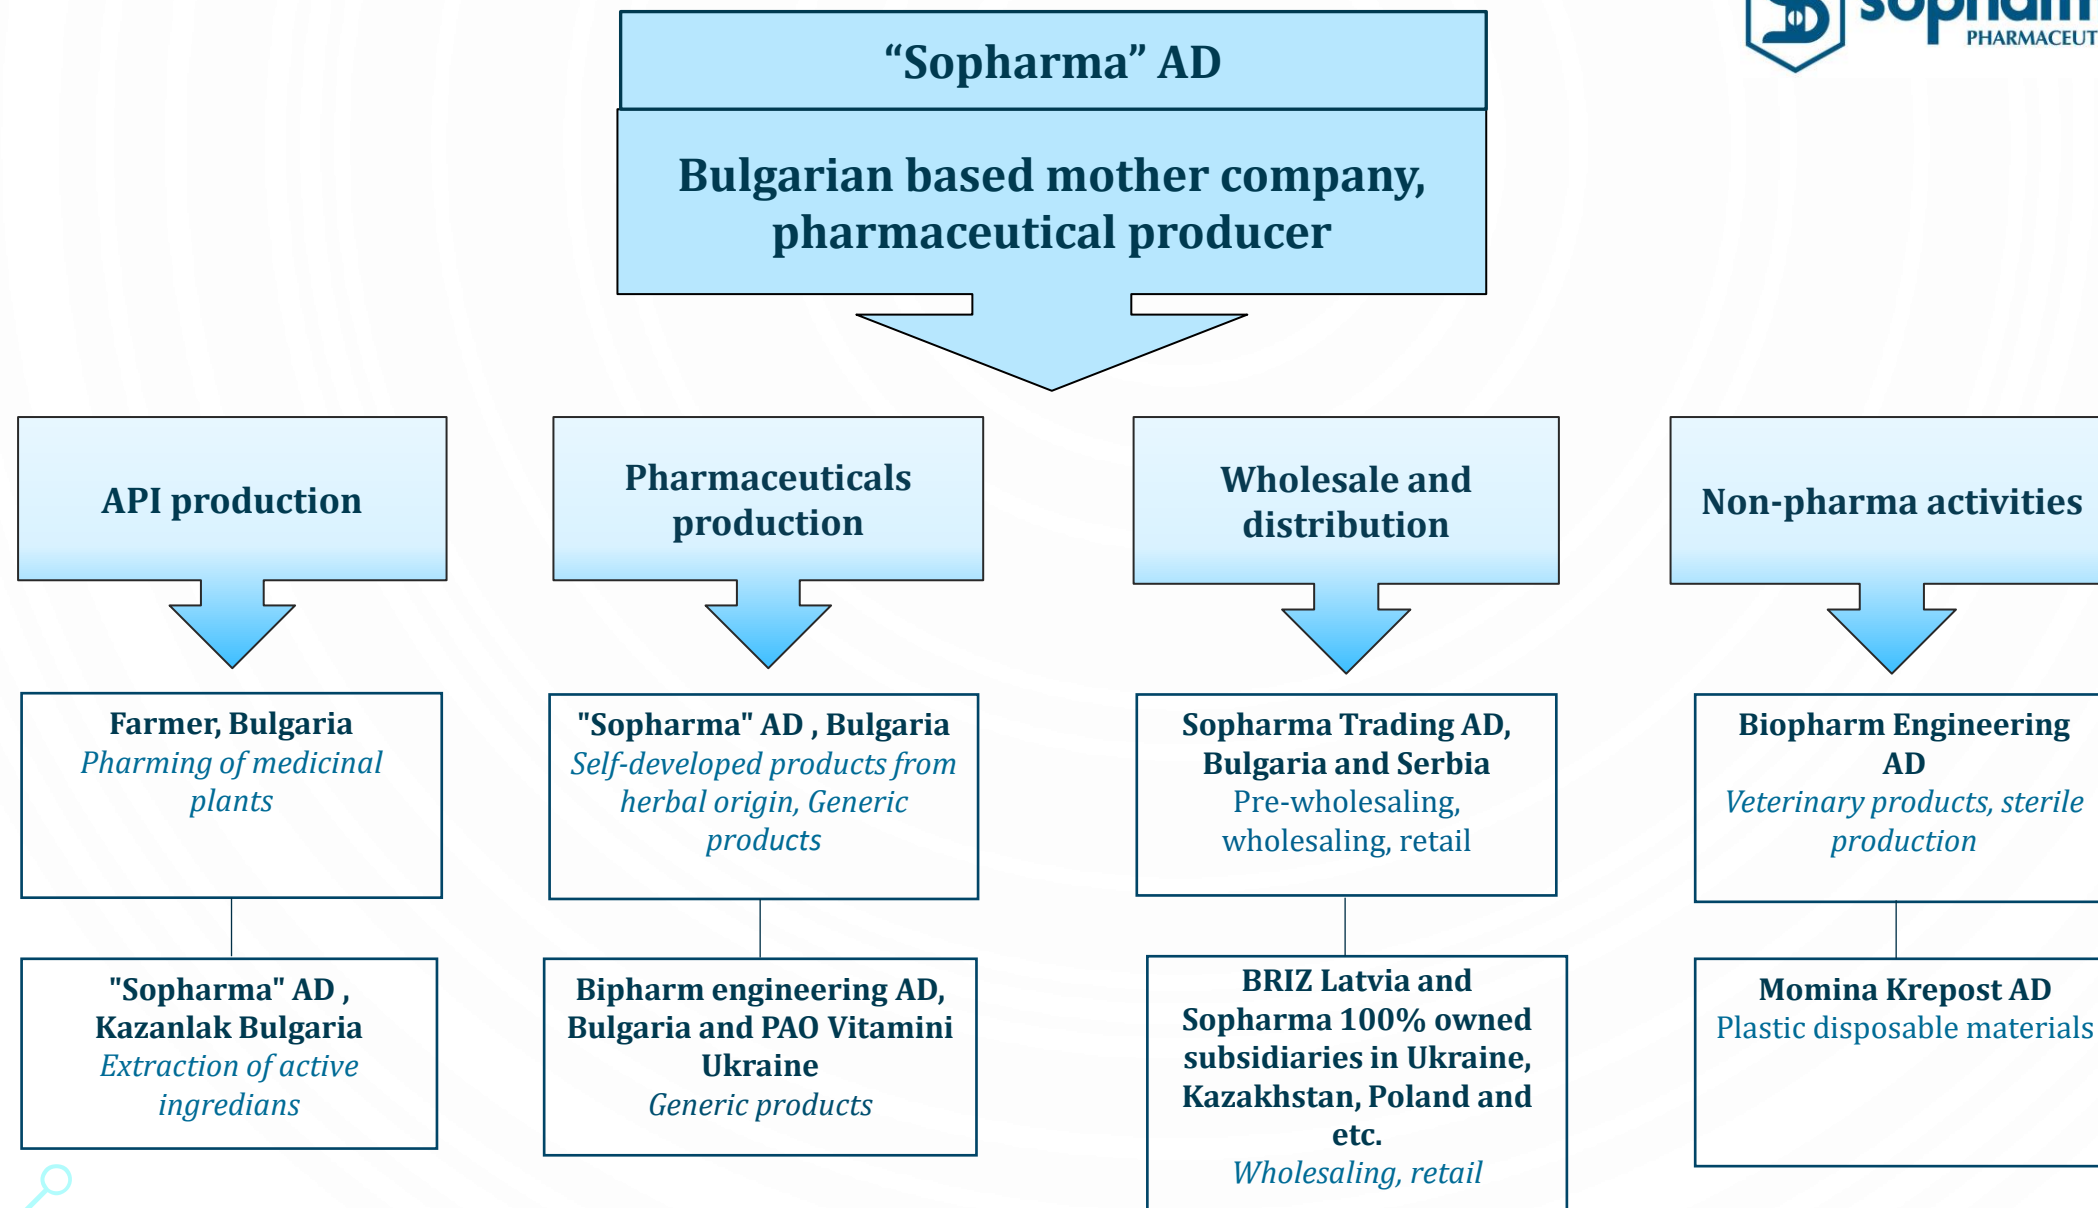 “Sopharma” AD
Bulgarian based mother company,
pharmaceutical producer
API production
Farmer, Bulgaria
Pharming of medicinal
plants
"Sopharma" AD ,
Kazanlak Bulgaria
Extraction of active
ingredians
Pharmaceuticals
production
"Sopharma" AD , Bulgaria
Self-developed products from
herbal origin, Generic
products
Bipharm engineering AD,
Bulgaria and PAO Vitamini
Ukraine
Generic products
Wholesale and
distribution
Sopharma Trading AD,
Bulgaria and Serbia
Pre-wholesaling,
wholesaling, retail
BRIZ Latvia and
Sopharma 100% owned
subsidiaries in Ukraine,
Kazakhstan, Poland and
etc.
Wholesaling, retail
Non-pharma activities
Biopharm Engineering
AD
Veterinary products, sterile
production
Momina Krepost AD
Plastic disposable materials